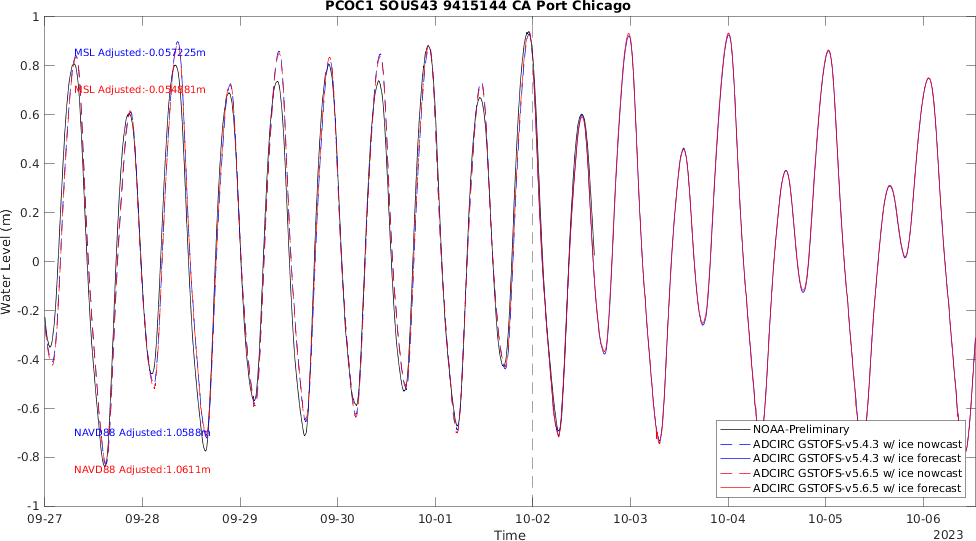 PCOC1 SOUS43 9415144 CA Port Chicago
Water Level (m)
1
0.8
0.6
0.4
0.2
0
-0.2
-0.4
-0.6
-0.8
-1
MSL Adjusted:-0.057225m
MSL Adjusted:-0.054881m
NAVD88 Adjusted:1.0588m
NAVD88 Adjusted:1.0611m
NOAA-Preliminary
ADCIRC GSTOFS-v5.4.3 w/ ice nowcast
ADCIRC GSTOFS-v5.4.3 w/ ice forecast
ADCIRC GSTOFS-v5.6.5 w/ ice nowcast
ADCIRC GSTOFS-v5.6.5 w/ ice forecast
09-27 09-28 09-29 09-30 10-01 10-02 10-03 10-04 10-05 10-06
Time
2023